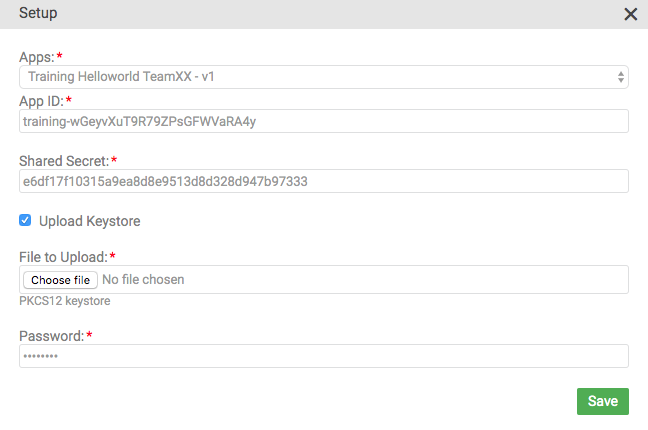 Setup
Apps:*
Training Helloworld TeamXX - v1
App ID:*
training-wGeyvXuT9R79ZPsGFWVaRA4y
Shared Secret:*
e6df17f10315a9ea8d8e9513d8d328d947b97333
Upload Keystore
File to Upload:*
Choose file No file chosen
PKCS12 keystore
Password:*
••••••••
Save